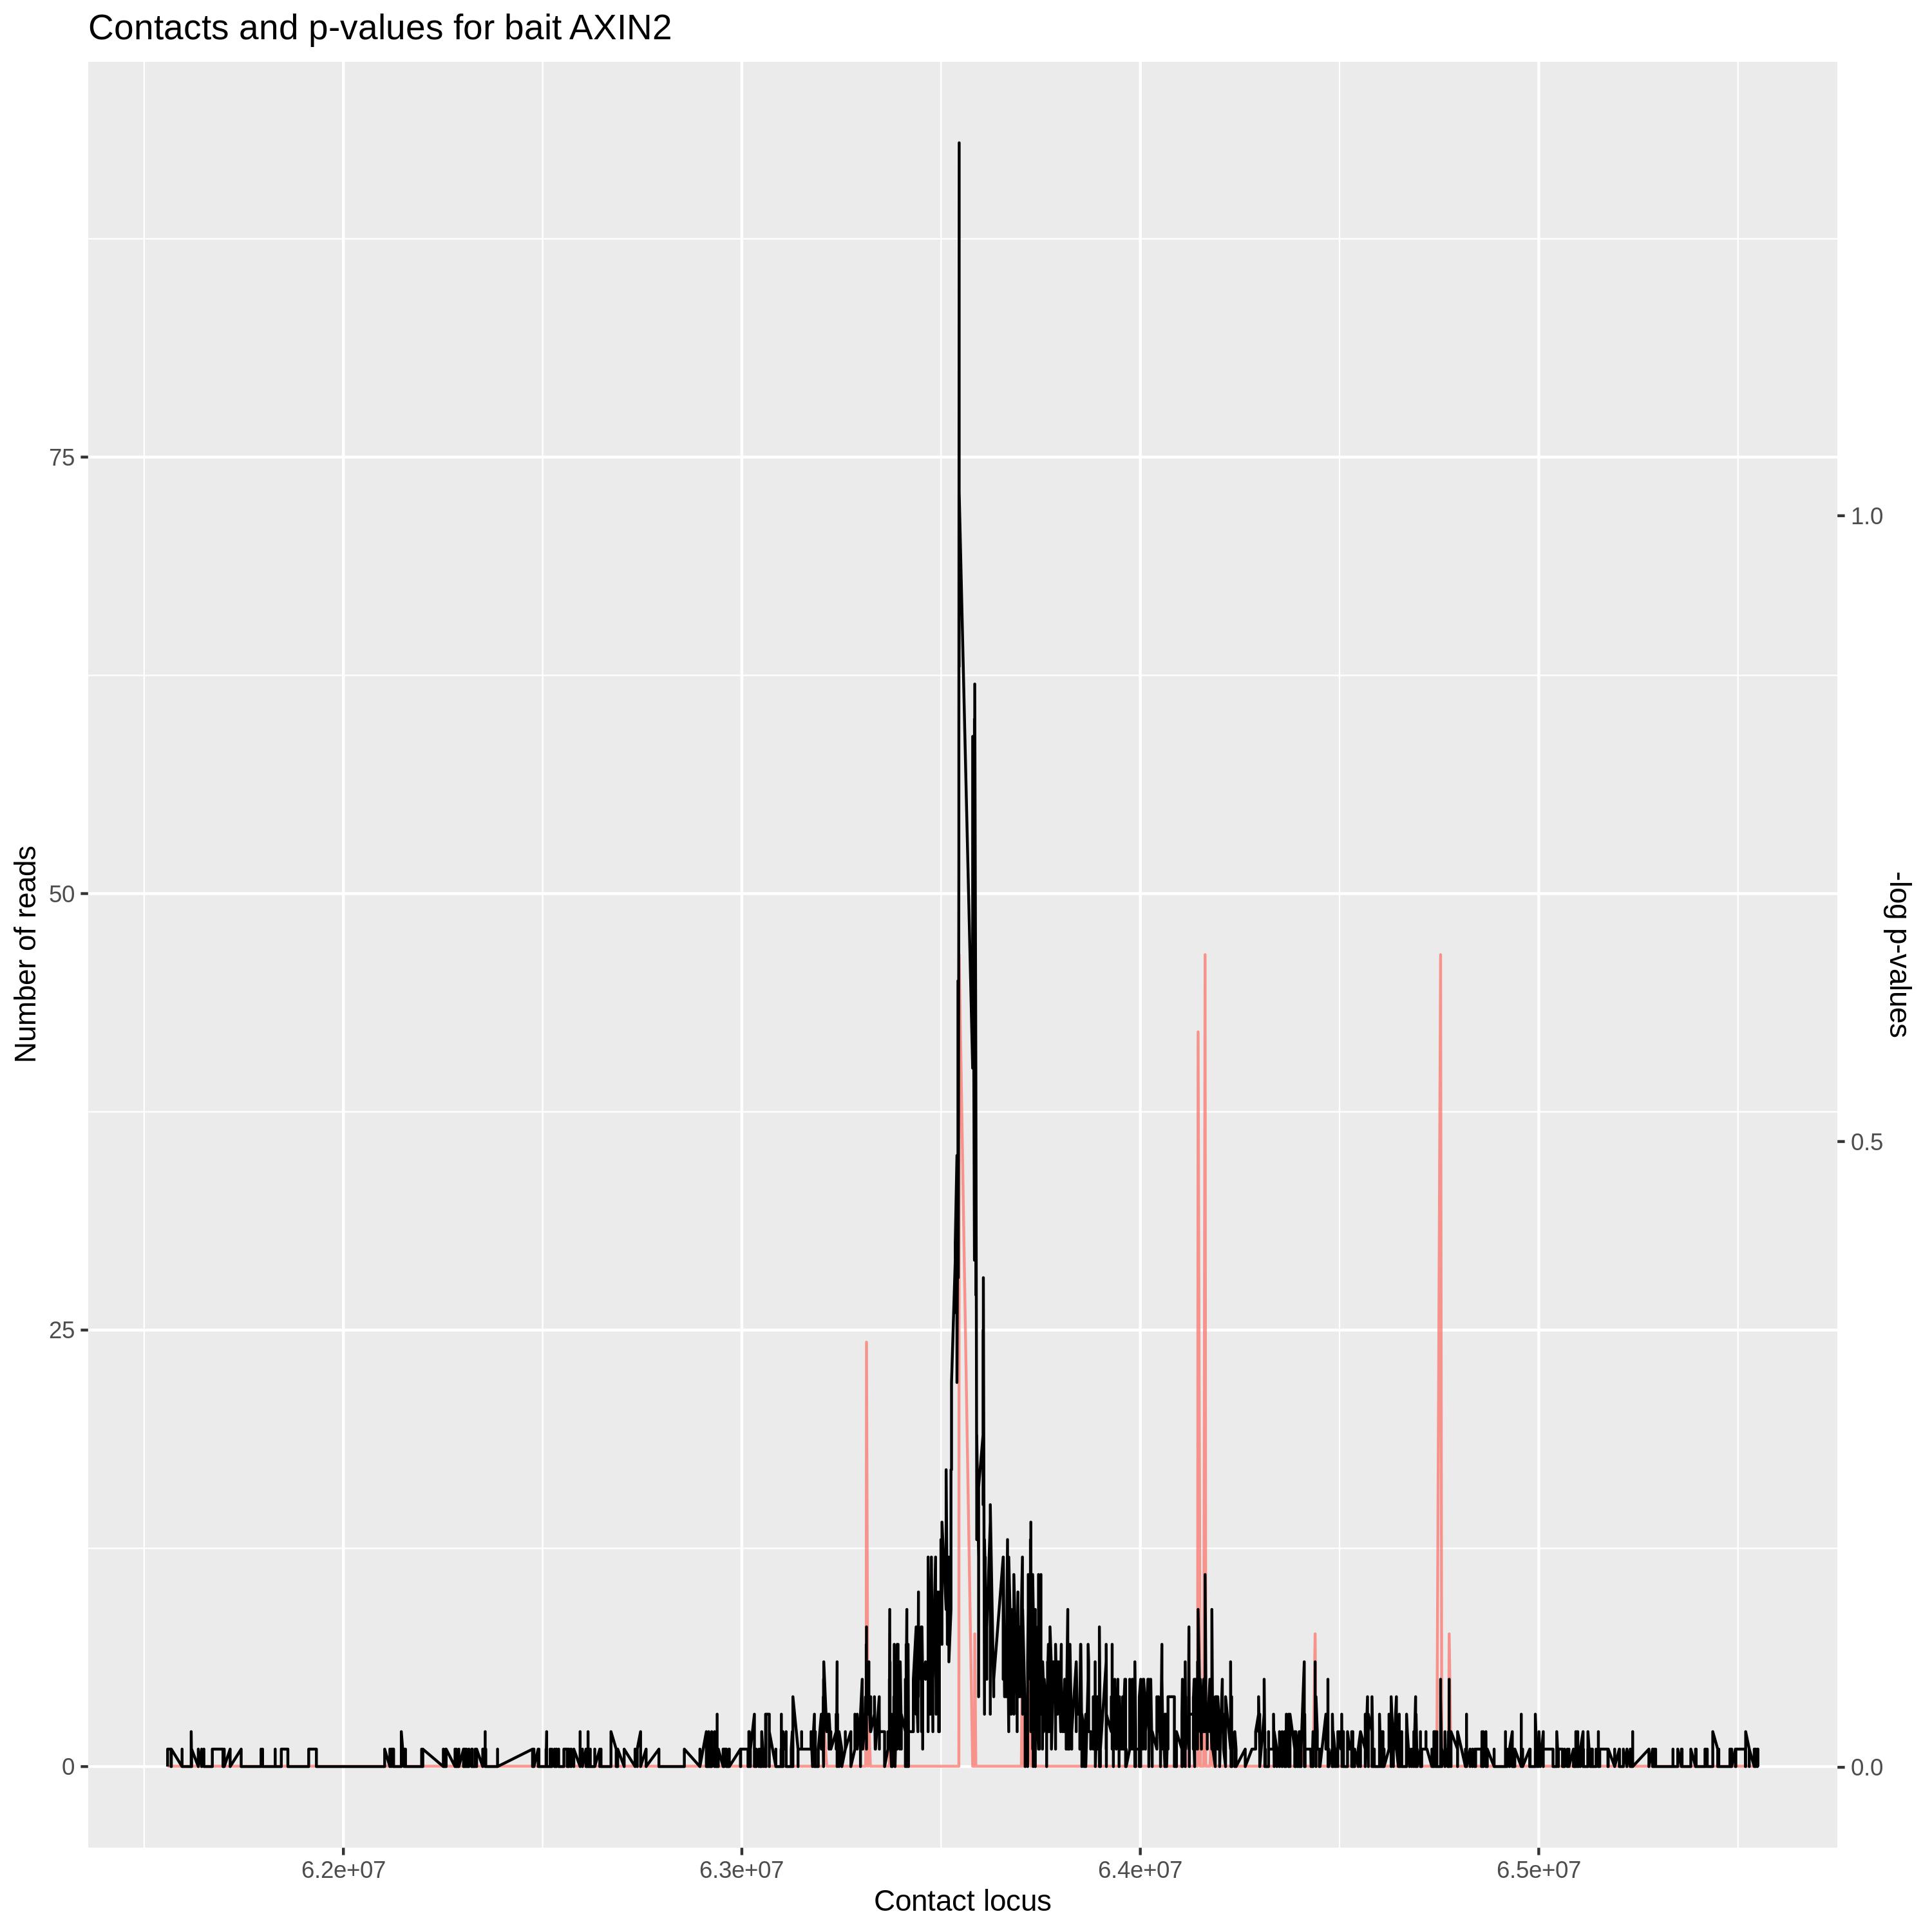 Contacts and p-values for bait AXIN2
Number of reads
75
50
25
0
-log p-values
1.0
0.5
0.0
6.2e+07
6.3e+07
6.4e+07
6.5e+07
Contact locus